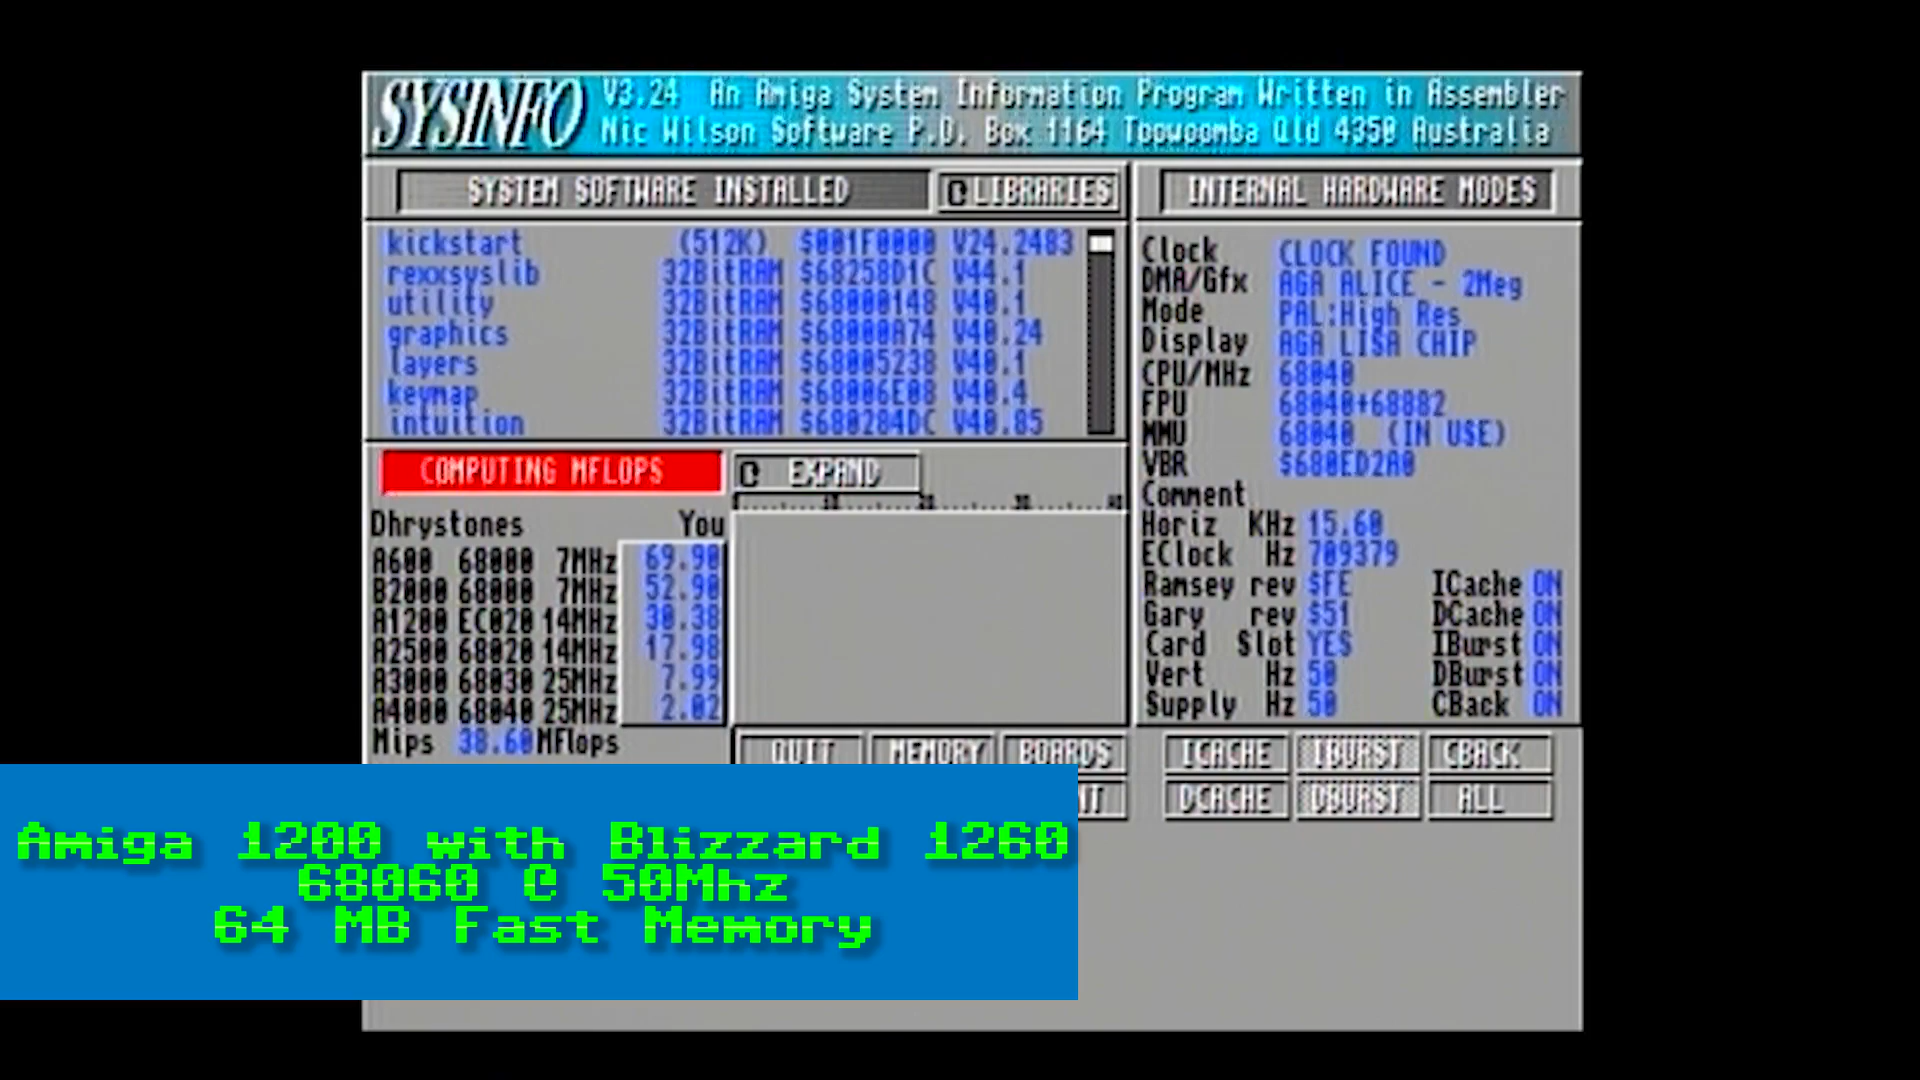 SYSINFO V3.24 An Amiga System Information Program Written in Assembler
Nic Wilson Software P.O. Box 1164 Toowoomba Qld 4350 Australia
SYSTEM SOFTWARE INSTALLED LIBRARIES
kickstart (512K) $001F0000 V24.2483
rexxsyslib 32BitRAM $68258D1C V44.1
utility 32BitRAM $68000148 V40.1
graphics 32BitRAM $68000A74 V40.24
layers 32BitRAM $68005238 V40.1
keymap 32BitRAM $68006E08 V40.4
intuition 32BitRAM $680284DC V40.85
COMPUTING MFLOPS EXPAND
10 20 30 40
Dhrystones You
A600 68000 7MHz 69.90
B2000 68000 7MHz 52.90
A1200 EC020 14MHz 30.38
A2500 68020 14MHz 17.98
A3000 68030 25MHz 7.99
A4000 68040 25MHz 2.02
Mips 38.60 MFlops
QUIT MEMORY BOARDS
NT
INTERNAL HARDWARE MODES
Clock CLOCK FOUND
DMA/Gfx AGA ALICE - 2Meg
Mode PAL:High Res
Display AGA LISA CHIP
CPU/MHz 68040
FPU 68040+68882
MMU 68040 (IN USE)
VBR $680ED2A0
Comment
Horiz KHz 15.60
EClock Hz 709379
Ramsey rev $FE ICache ON
Gary rev $51 DCache ON
Card Slot YES IBurst ON
Vert Hz 50 DBurst ON
Supply Hz 50 CBack ON
ICACHE IBURST CBACK
DCACHE DBURST ALL
Amiga 1200 with Blizzard 1260
68060 @ 50Mhz
64 MB Fast Memory